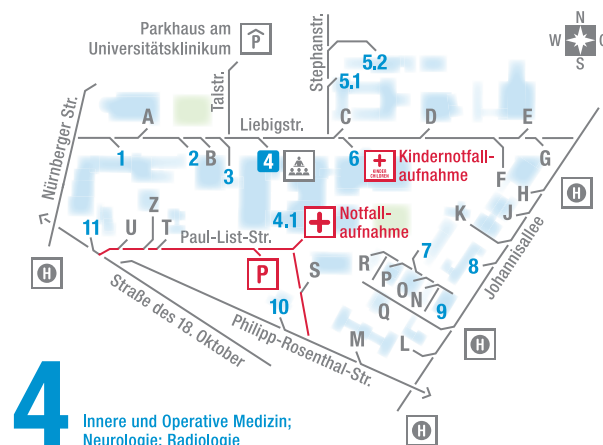 N
W O
S
Parkhaus am
Universitätsklinikum
P
Talstr.
Stephanstr.
5.2
5.1
Nürnberger Str.
A
Liebigstr.
C
D
E
1
2
B
3
4
6
KINDER
CHILDREN
Kindernotfall-
aufnahme
F
G
H
H
J
K
4.1
Notfall-
aufnahme
11
U
Z
T
Paul-List-Str.
P
H
S
R
P
O
N
7
8
9
Q
Johannisallee
10
M
L
H
H
Straße des 18. Oktober
Philipp-Rosenthal-Str.
4
Innere und Operative Medizin;
Neurologie; Radiologie